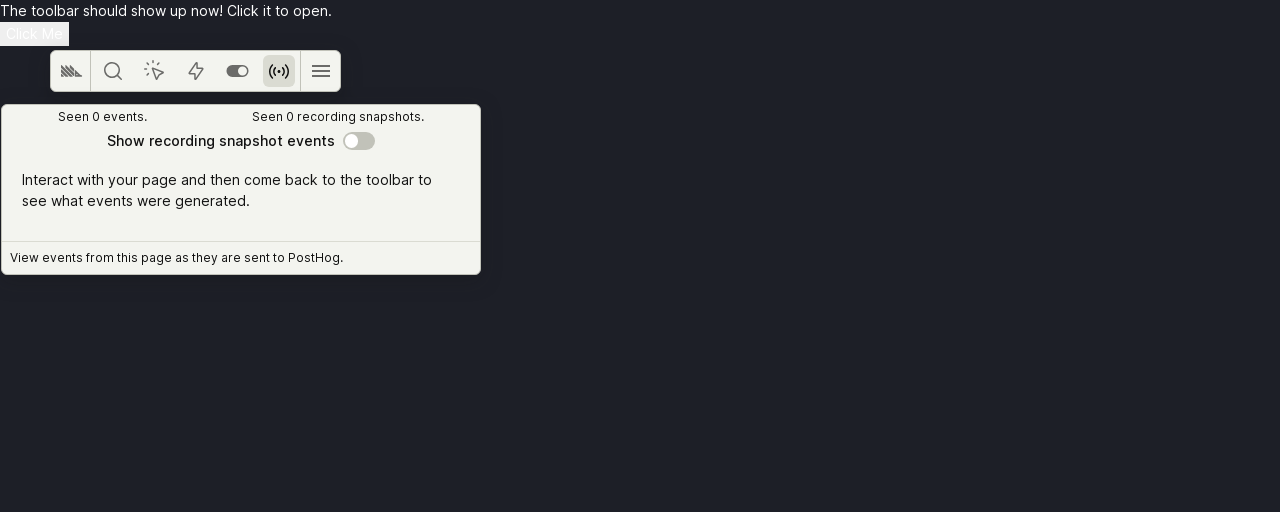 The toolbar should show up now! Click it to open.
Click Me
Seen 0 events.
Seen 0 recording snapshots.
Show recording snapshot events
Interact with your page and then come back to the toolbar to
see what events were generated.
View events from this page as they are sent to PostHog.